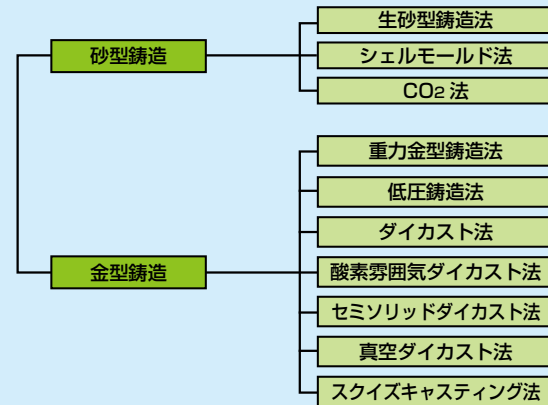 砂型鋳造
生砂型鋳造法
シェルモールド法
CO2 法
金型鋳造
重力金型鋳造法
低圧鋳造法
ダイカスト法
酸素雰囲気ダイカスト法
セミソリッドダイカスト法
真空ダイカスト法
スクイズキャスティング法